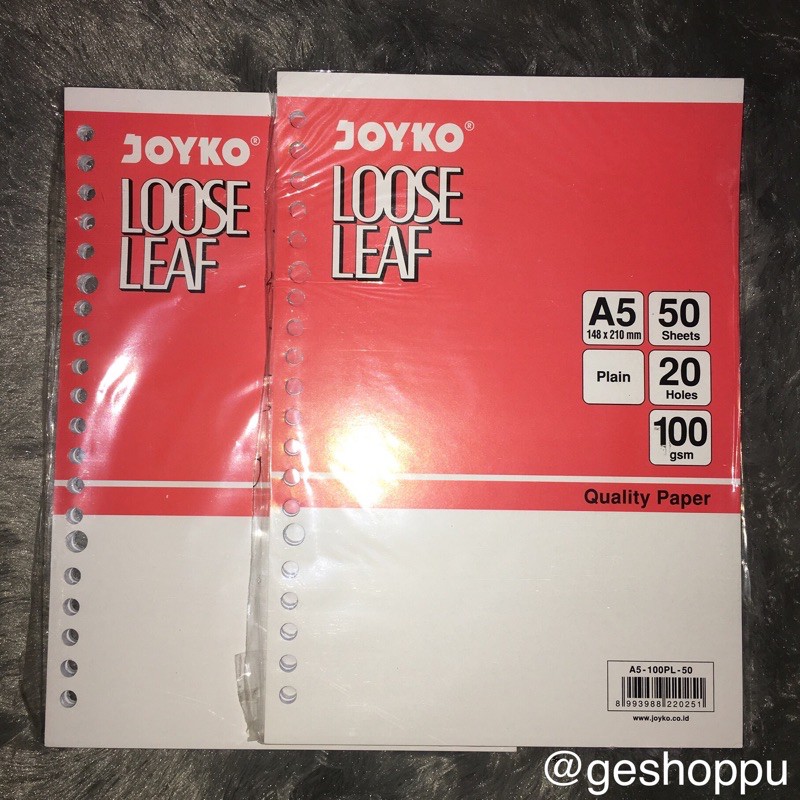 JOYKO®
LOOSE
LEAF
JOYKO®
LOOSE
LEAF
A5
148 x 210 mm
50
Sheets
Plain
20
Holes
100
gsm
Quality Paper
A5-100PL-50
8 993988 220251
www.joyko.co.id
@geshoppu